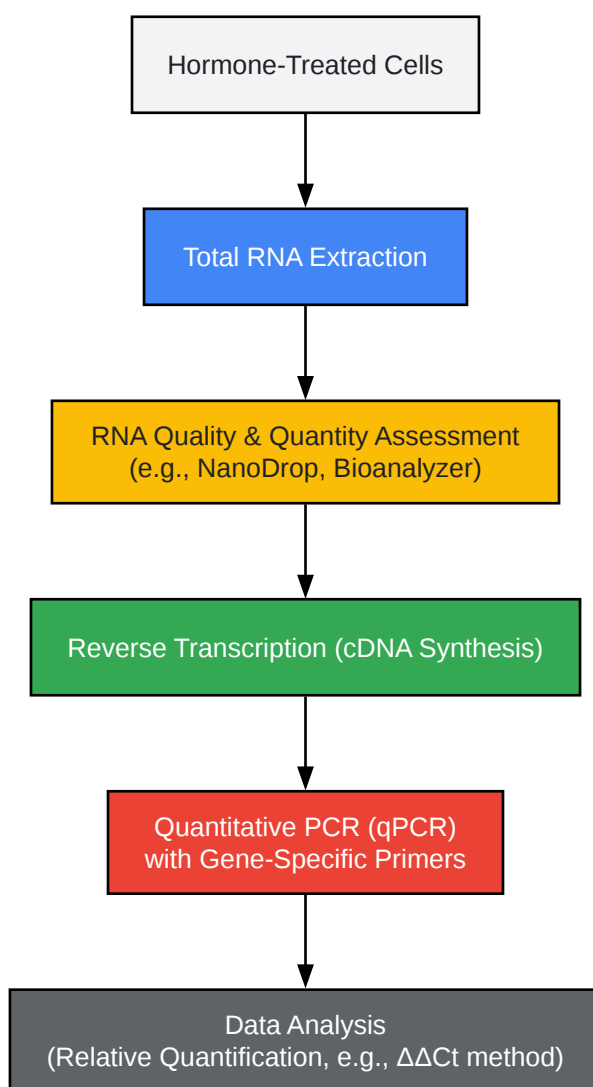 Hormone-Treated Cells
Total RNA Extraction
RNA Quality & Quantity Assessment
(e.g., NanoDrop, Bioanalyzer)
Reverse Transcription (cDNA Synthesis)
Quantitative PCR (qPCR)
with Gene-Specific Primers
Data Analysis
(Relative Quantification, e.g., ΔΔCt method)